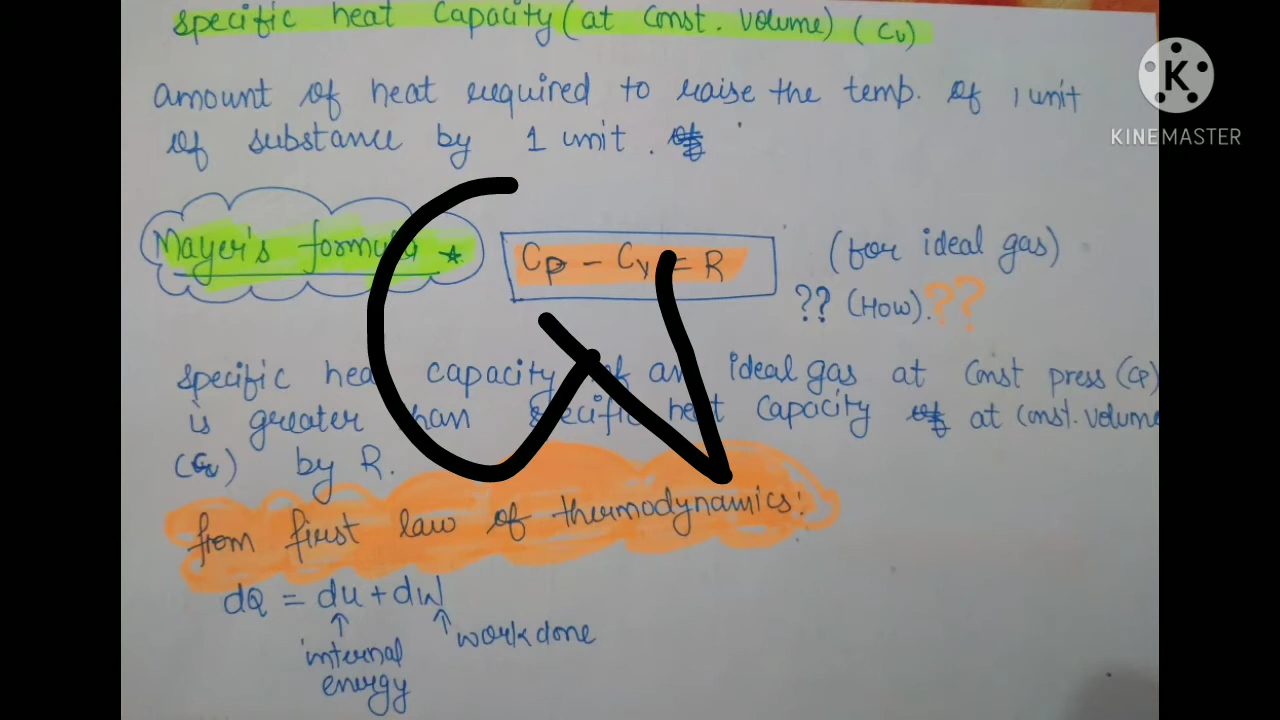 specific heat capacity (at const. volume) (Cv)
K
KINEMASTER
amount of heat required to raise the temp. of 1 unit
of substance by 1 unit.
Mayer's formula ★
Cp - Cv = R
(for ideal gas)
?? (How). ??
Cv
specific heat capacity of an ideal gas at const press (Cp)
is greater than specific heat capacity at const. volume
(Cv) by R.
from first law of thermodynamics:
dQ = du + dW
↑ internal energy
↑ work done